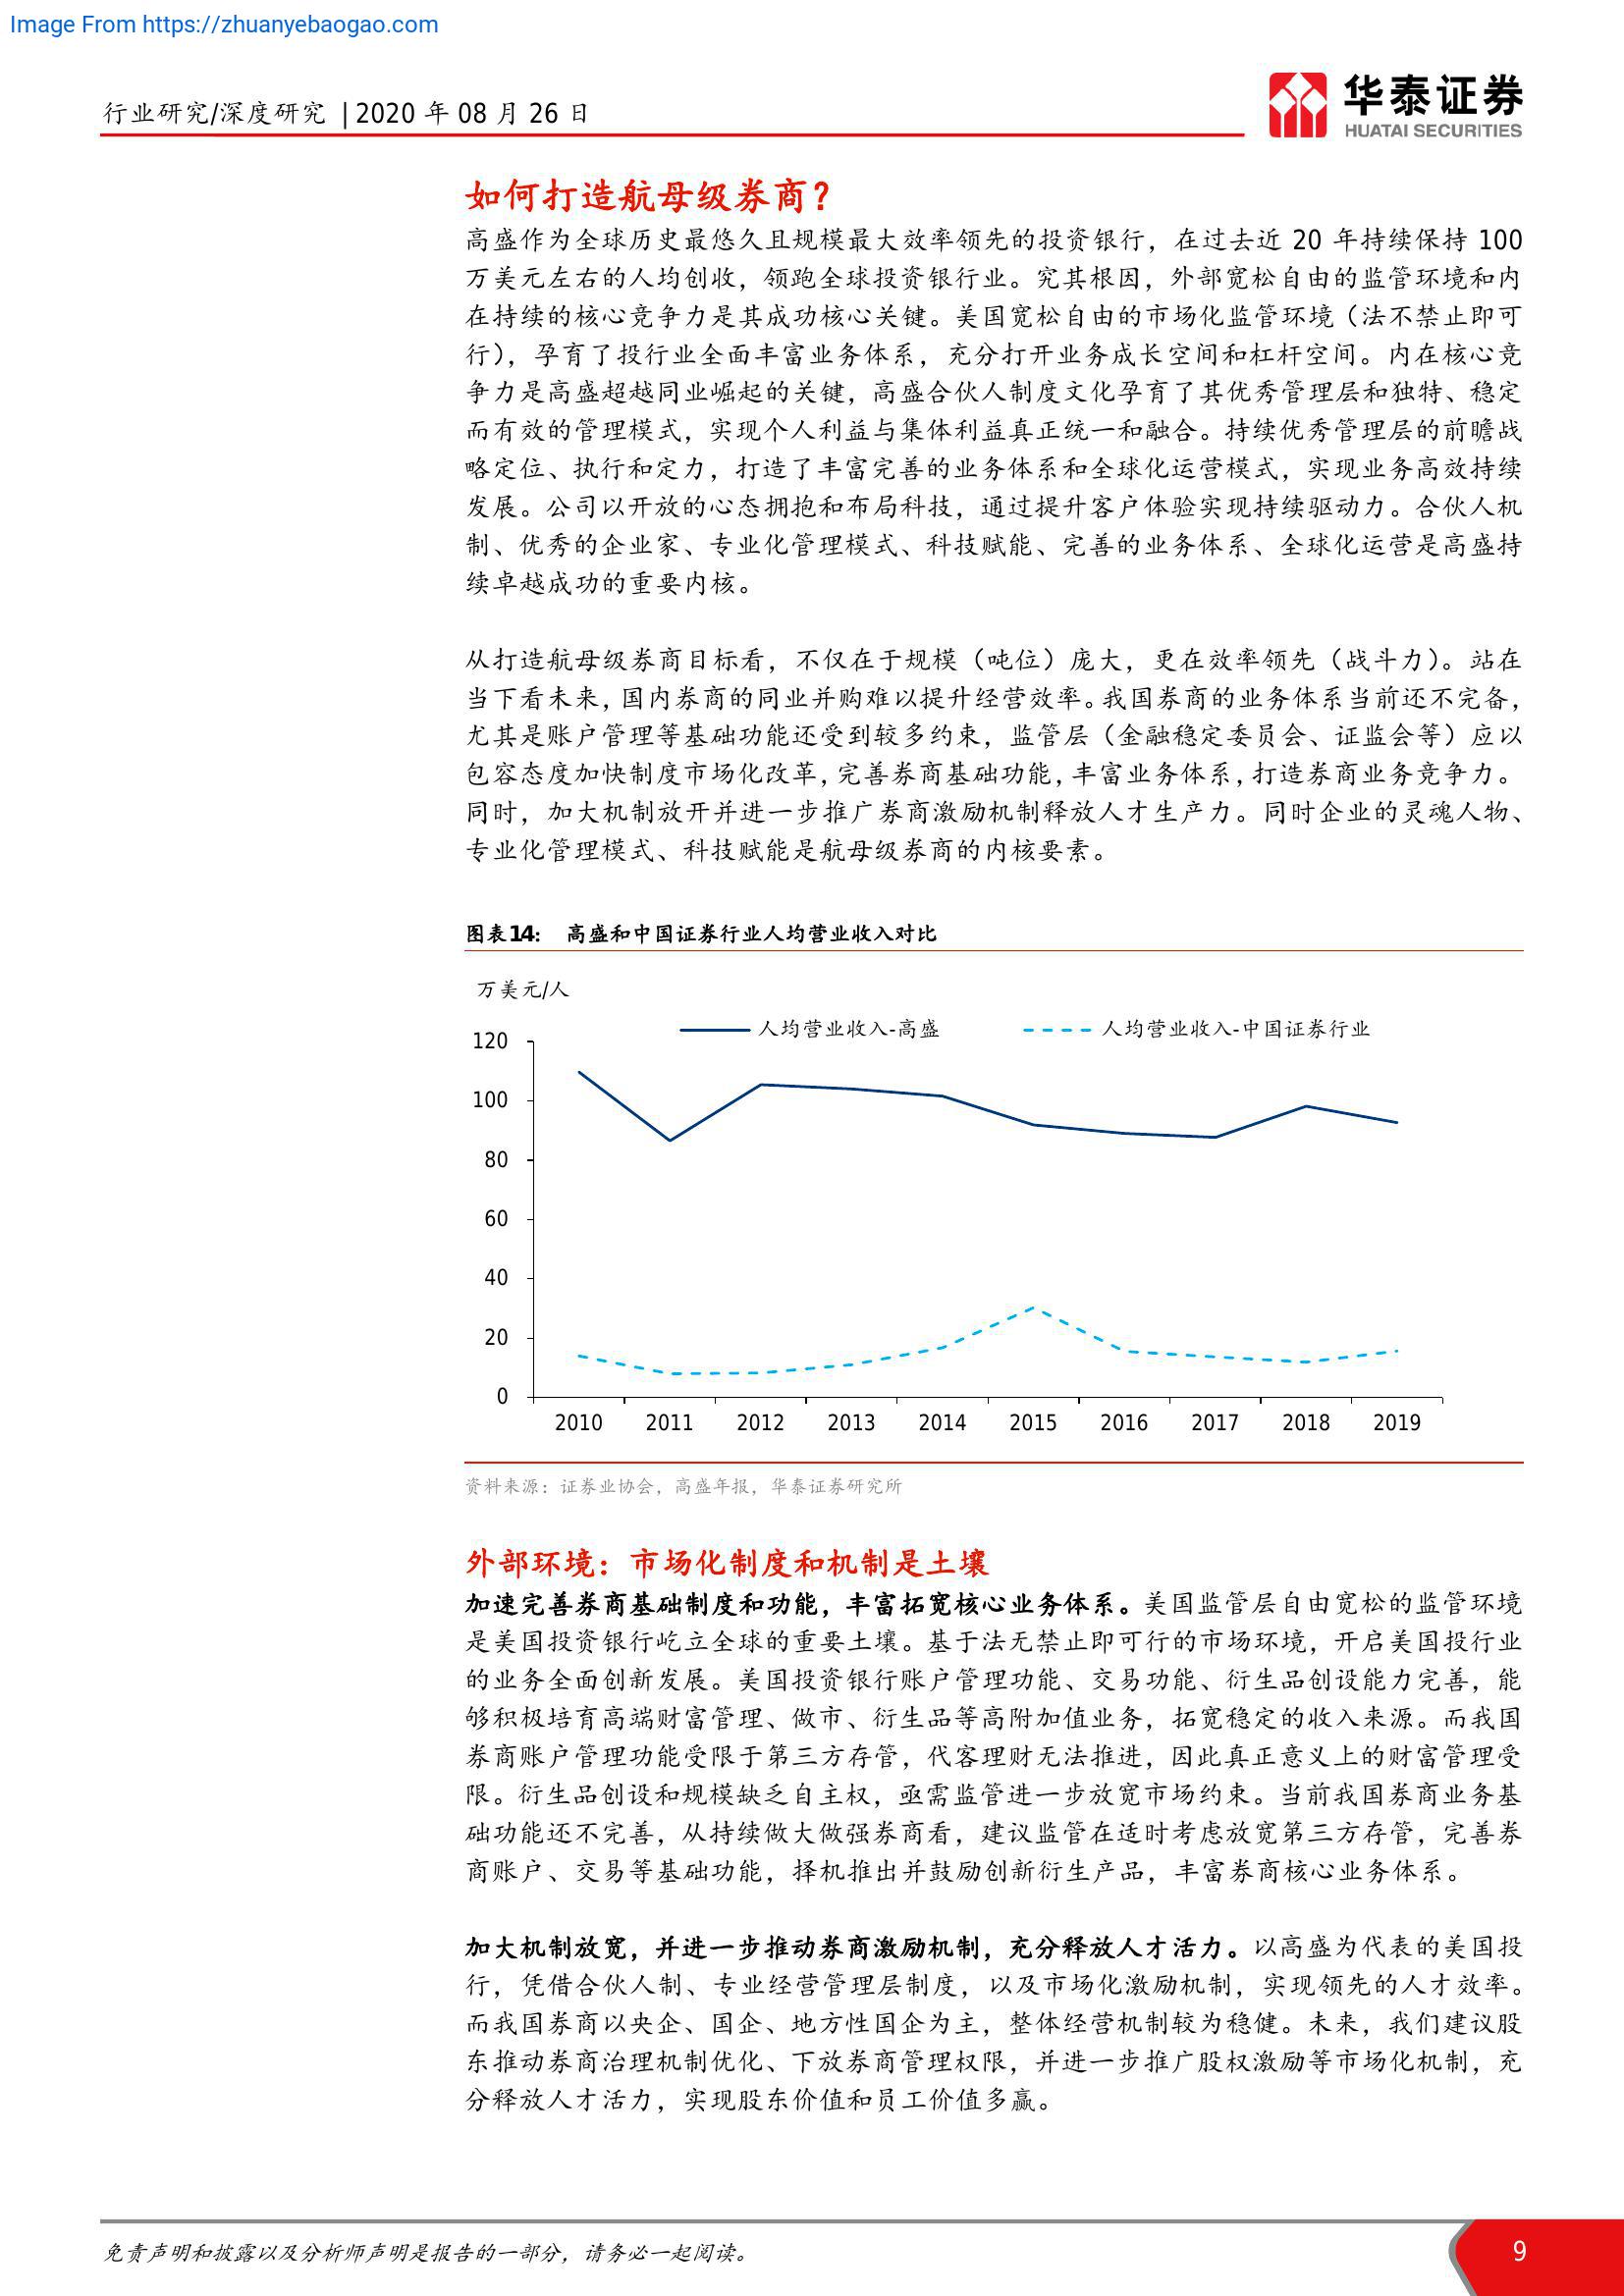 Image From https://zhuanyebaogao.com
行业研究/深度研究 | 2020 年 08 月 26 日
华泰证券
HUATAI SECURITIES
如何打造航母级券商？
高盛作为全球历史最悠久且规模最大效率领先的投资银行，在过去近 20 年持续保持 100
万美元左右的人均创收，领跑全球投资银行业。究其根因，外部宽松自由的监管环境和内
在持续的核心竞争力是其成功核心关键。美国宽松自由的市场化监管环境（法不禁止即可
行），孕育了投行业全面丰富业务体系，充分打开业务成长空间和杠杆空间。内在核心竞
争力是高盛超越同业崛起的关键，高盛合伙人制度文化孕育了其优秀管理层和独特、稳定
而有效的管理模式，实现个人利益与集体利益真正统一和融合。持续优秀管理层的前瞻战
略定位、执行和定力，打造了丰富完善的业务体系和全球化运营模式，实现业务高效持续
发展。公司以开放的心态拥抱和布局科技，通过提升客户体验实现持续驱动力。合伙人机
制、优秀的企业家、专业化管理模式、科技赋能、完善的业务体系、全球化运营是高盛持
续卓越成功的重要内核。
从打造航母级券商目标看，不仅在于规模（吨位）庞大，更在效率领先（战斗力）。站在
当下看未来，国内券商的同业并购难以提升经营效率。我国券商的业务体系当前还不完备，
尤其是账户管理等基础功能还受到较多约束，监管层（金融稳定委员会、证监会等）应以
包容态度加快制度市场化改革，完善券商基础功能，丰富业务体系，打造券商业务竞争力。
同时，加大机制放开并进一步推广券商激励机制释放人才生产力。同时企业的灵魂人物、
专业化管理模式、科技赋能是航母级券商的内核要素。
图表14： 高盛和中国证券行业人均营业收入对比
万美元/人
人均营业收入-高盛 人均营业收入-中国证券行业
120
100
80
60
40
20
0
2010 2011 2012 2013 2014 2015 2016 2017 2018 2019
资料来源：证券业协会，高盛年报，华泰证券研究所
外部环境：市场化制度和机制是土壤
加速完善券商基础制度和功能，丰富拓宽核心业务体系。美国监管层自由宽松的监管环境
是美国投资银行屹立全球的重要土壤。基于法无禁止即可行的市场环境，开启美国投行业
的业务全面创新发展。美国投资银行账户管理功能、交易功能、衍生品创设能力完善，能
够积极培育高端财富管理、做市、衍生品等高附加值业务，拓宽稳定的收入来源。而我国
券商账户管理功能受限于第三方存管，代客理财无法推进，因此真正意义上的财富管理受
限。衍生品创设和规模缺乏自主权，亟需监管进一步放宽市场约束。当前我国券商业务基
础功能还不完善，从持续做大做强券商看，建议监管在适时考虑放宽第三方存管，完善券
商账户、交易等基础功能，择机推出并鼓励创新衍生产品，丰富券商核心业务体系。
加大机制放宽，并进一步推动券商激励机制，充分释放人才活力。以高盛为代表的美国投
行，凭借合伙人制、专业经营管理层制度，以及市场化激励机制，实现领先的人才效率。
而我国券商以央企、国企、地方性国企为主，整体经营机制较为稳健。未来，我们建议股
东推动券商治理机制优化、下放券商管理权限，并进一步推广股权激励等市场化机制，充
分释放人才活力，实现股东价值和员工价值多赢。
免责声明和披露以及分析师声明是报告的一部分，请务必一起阅读。
9